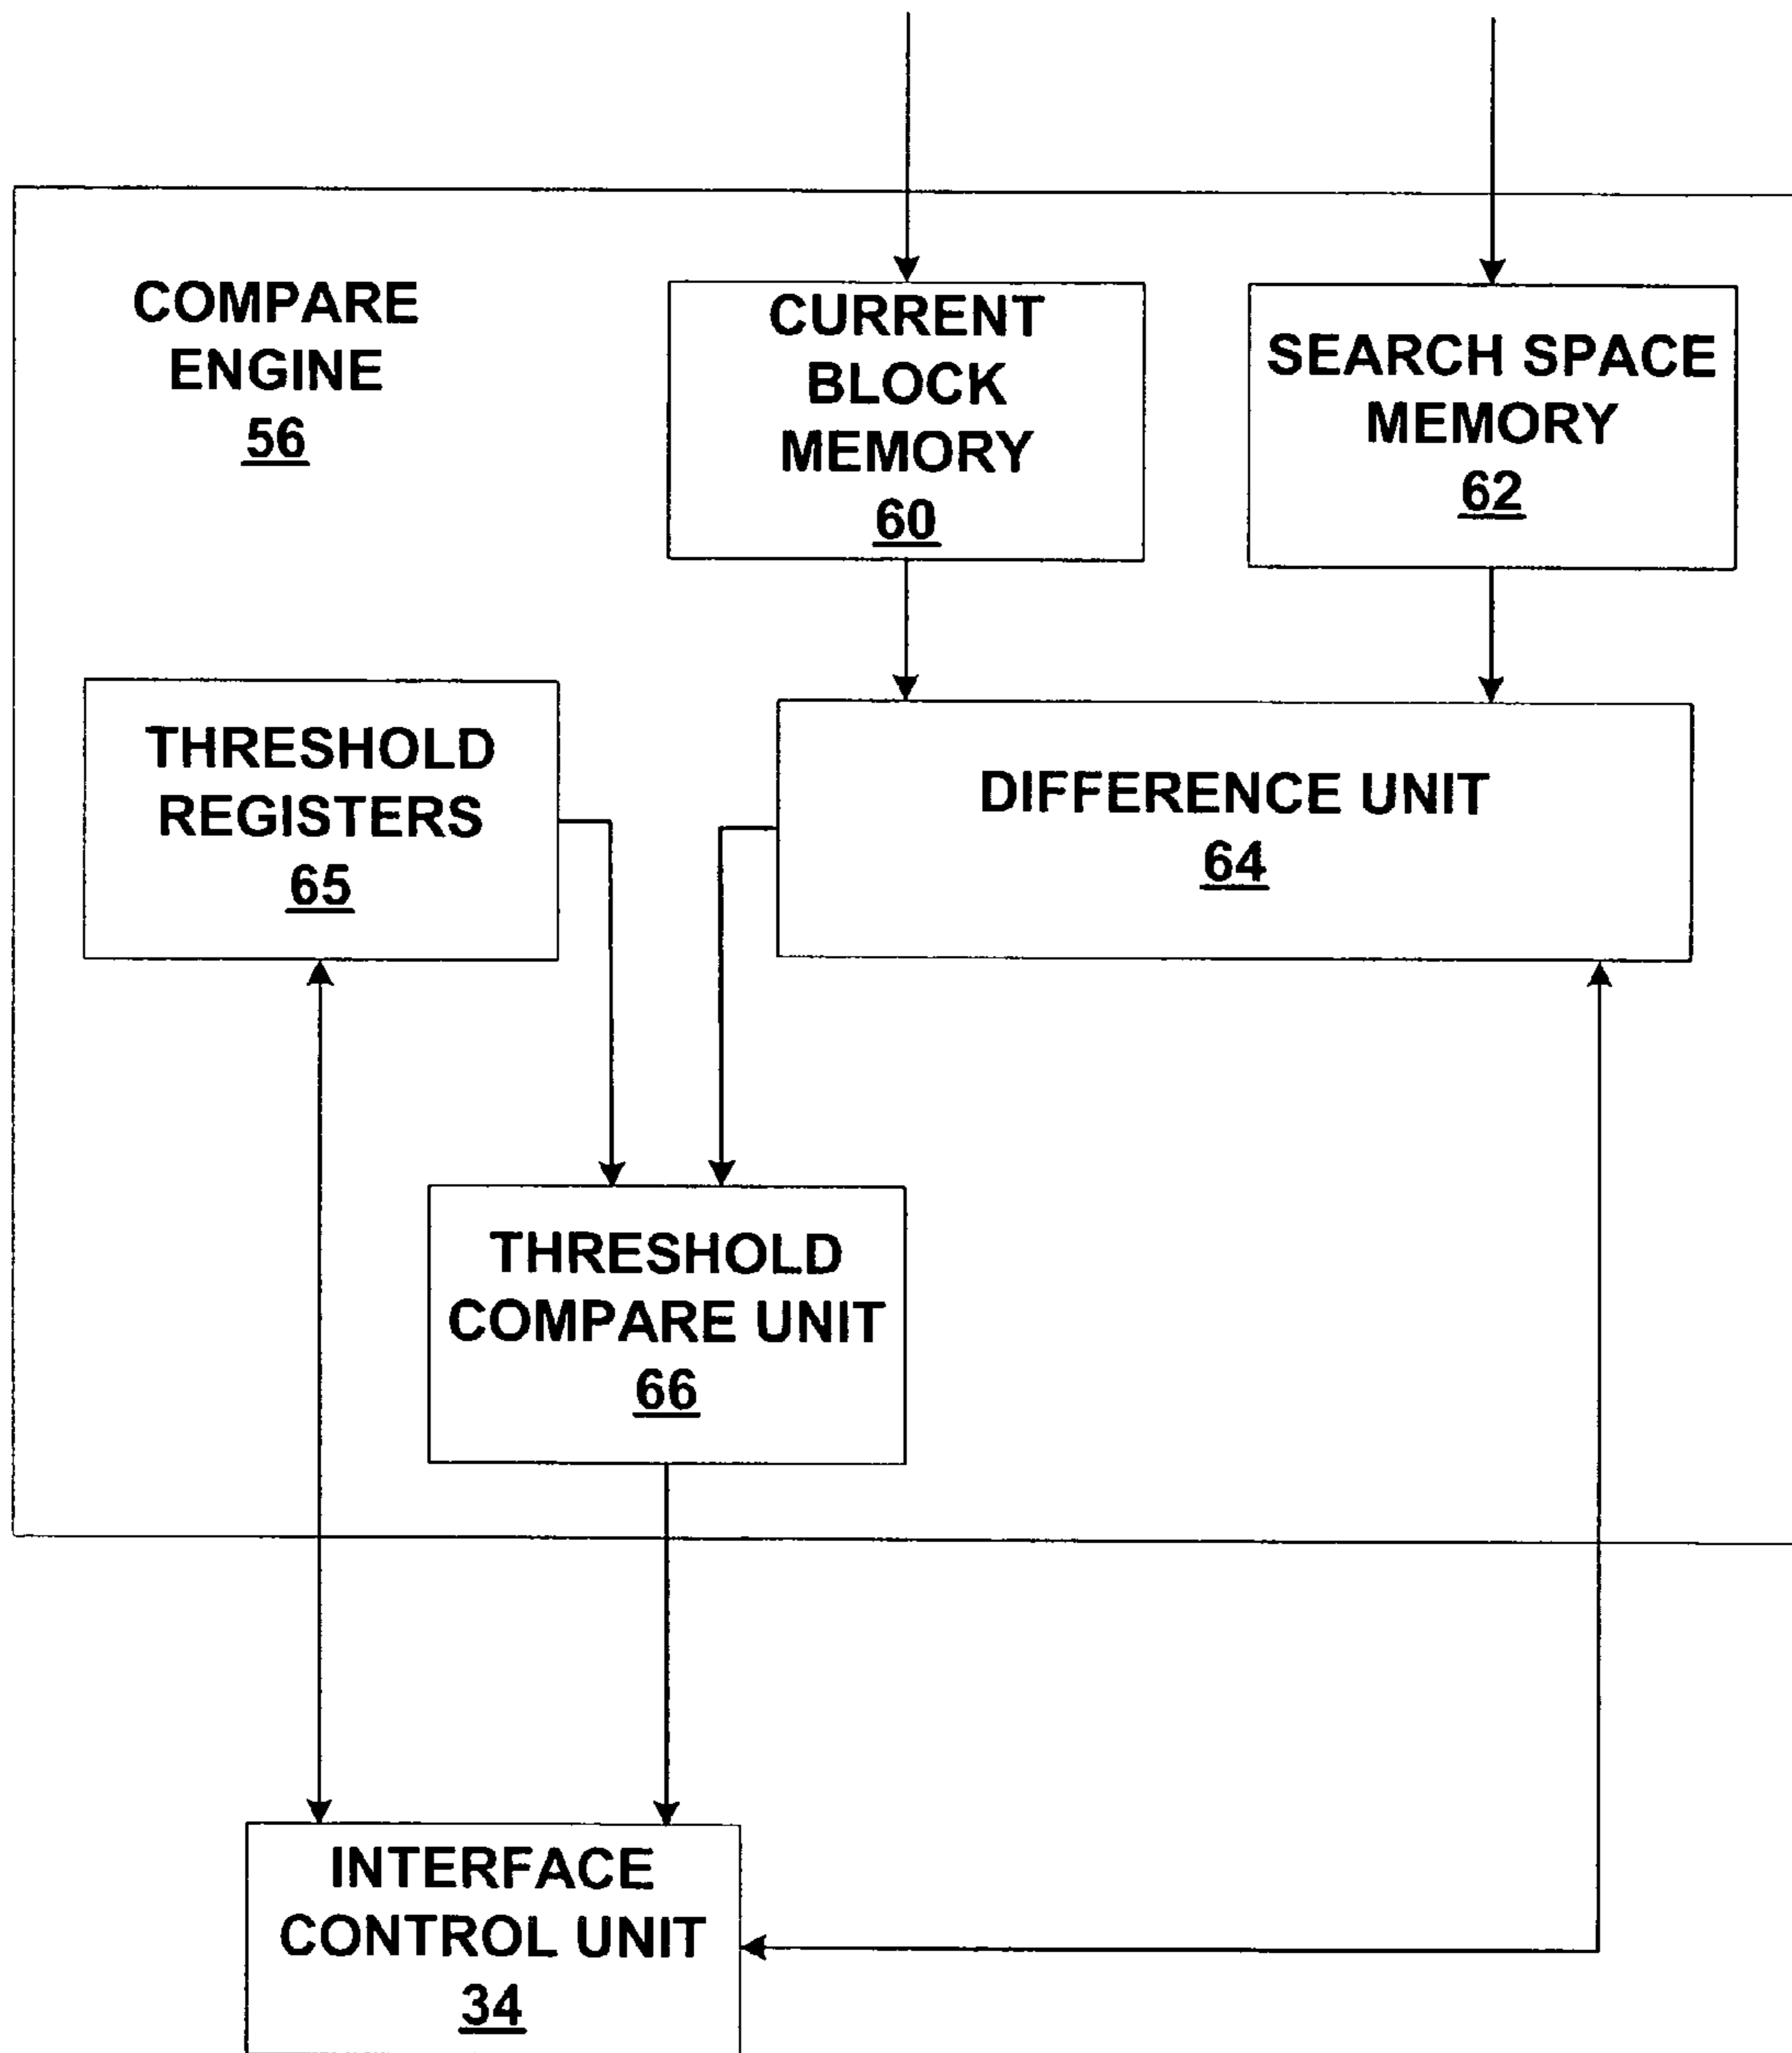 COMPARE
ENGINE
56
CURRENT
BLOCK
MEMORY
60
SEARCH SPACE
MEMORY
62
THRESHOLD
REGISTERS
65
DIFFERENCE UNIT
64
THRESHOLD
COMPARE UNIT
66
INTERFACE
CONTROL UNIT
34